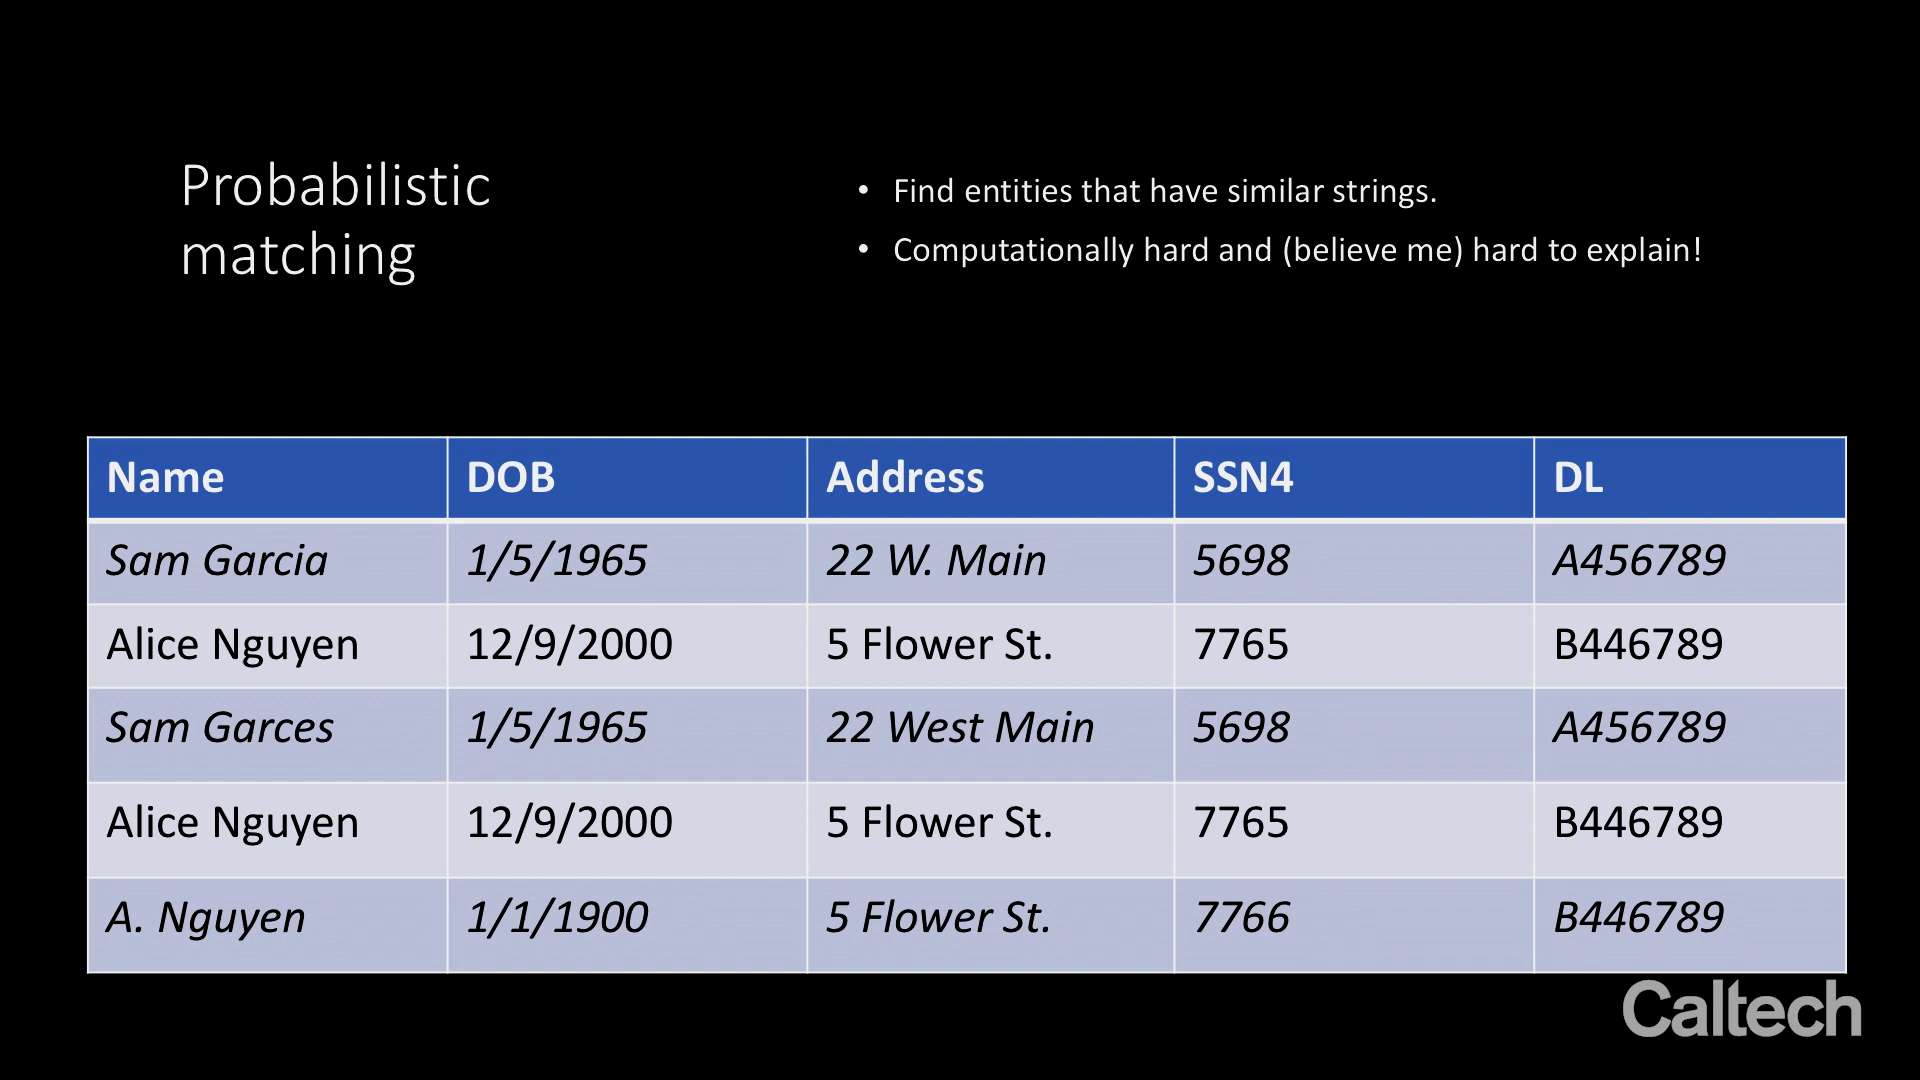 Probabilistic
matching
• Find entities that have similar strings.
• Computationally hard and (believe me) hard to explain!
Name DOB Address SSN4 DL
Sam Garcia 1/5/1965 22 W. Main 5698 A456789
Alice Nguyen 12/9/2000 5 Flower St. 7765 B446789
Sam Garces 1/5/1965 22 West Main 5698 A456789
Alice Nguyen 12/9/2000 5 Flower St. 7765 B446789
A. Nguyen 1/1/1900 5 Flower St. 7766 B446789
Caltech